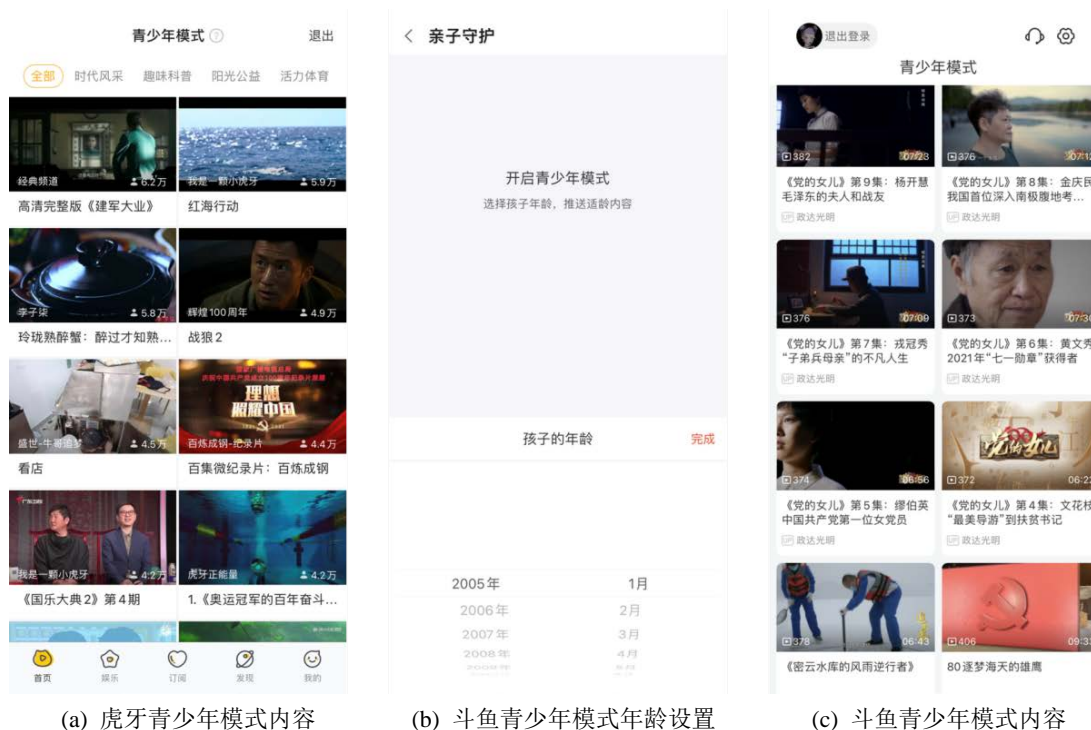 青少年模式
退出
全部 时代风采 趣味科普 阳光公益 活力体育
经典频道 6.2万
我是一颗小虎牙 5.9万
高清完整版《建军大业》
红海行动
李子柒 5.8万
辉煌100周年 4.9万
玲珑熟醉蟹：醉过才知熟...
战狼2
理想
照耀中国
盛世-牛哥追梦 4.5万
百炼成钢-纪录片 4.4万
看店
百集微纪录片：百炼成钢
我是一颗小虎牙 4.2万
虎牙正能量 4.2万
《国乐大典2》第4期
1.《奥运冠军的百年奋斗...
首页 娱乐 订阅 发现 我的
(a) 虎牙青少年模式内容
亲子守护
开启青少年模式
选择孩子年龄，推送适龄内容
孩子的年龄 完成
2005年 1月
2006年 2月
2007年 3月
2008年 4月
(b) 斗鱼青少年模式年龄设置
退出登录
青少年模式
382 07:23
376 07:12
《党的女儿》第9集：杨开慧
毛泽东的夫人和战友
UP 政达光明
《党的女儿》第8集：金庆民
我国首位深入南极腹地考...
UP 政达光明
376 07:09
373 07:30
《党的女儿》第7集：戎冠秀
“子弟兵母亲”的不凡人生
UP 政达光明
《党的女儿》第6集：黄文秀
2021年“七一勋章”获得者
UP 政达光明
374 06:56
党的女儿
372 06:22
《党的女儿》第5集：缪伯英
中国共产党第一位女党员
UP 政达光明
《党的女儿》第4集：文花枝
“最美导游”到扶贫书记
UP 政达光明
378 06:43
406 09:33
《密云水库的风雨逆行者》
80逐梦海天的雄鹰
(c) 斗鱼青少年模式内容